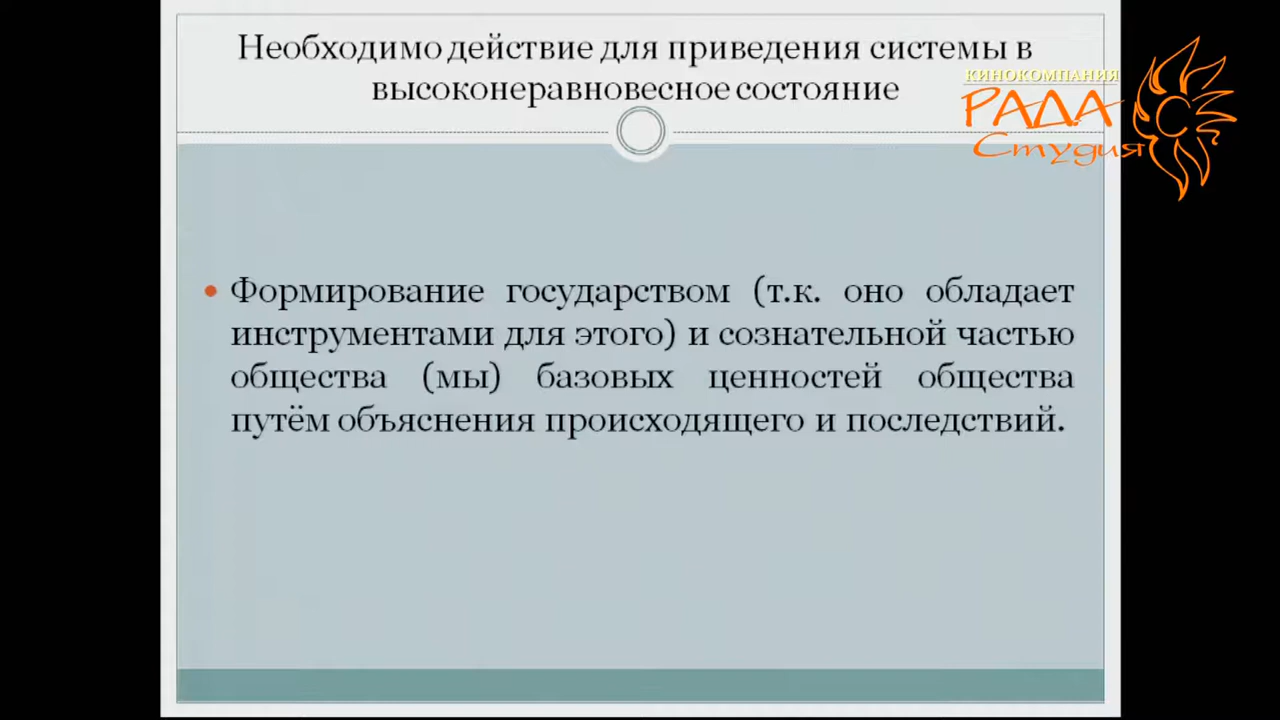 Необходимо действие для приведения системы в
высоконеравновесное состояние
КИНОКОМПАНИЯ
РАДА
Студия
• Формирование государством (т.к. оно обладает
инструментами для этого) и сознательной частью
общества (мы) базовых ценностей общества
путём объяснения происходящего и последствий.